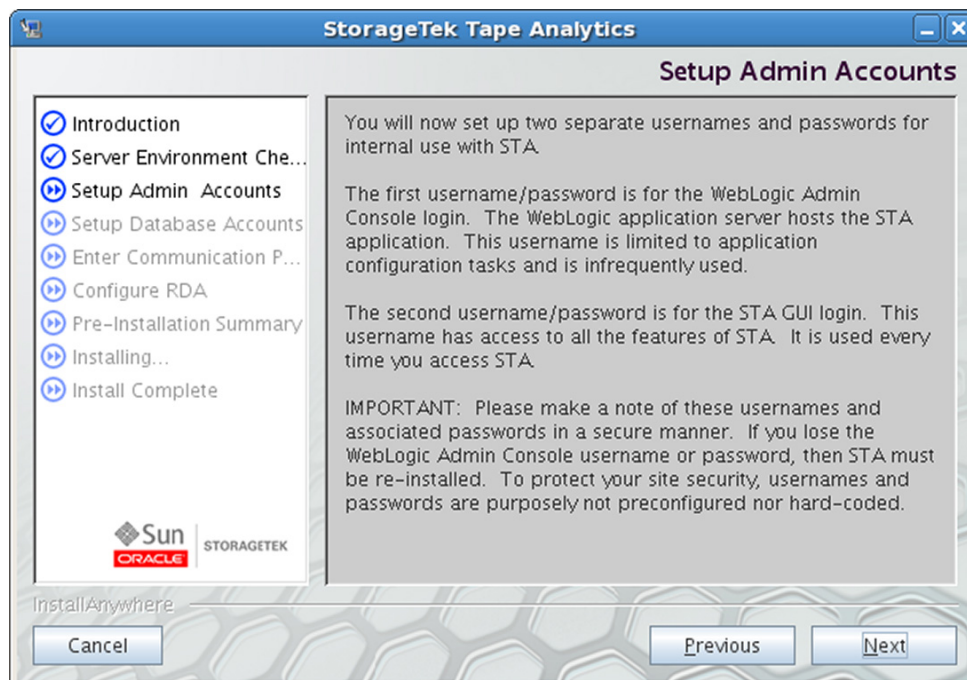 StorageTek Tape Analytics
Setup Admin Accounts
Introduction
Server Environment Che...
Setup Admin Accounts
Setup Database Accounts
Enter Communication P...
Configure RDA
Pre-Installation Summary
Installing...
Install Complete
Sun
ORACLE
STORAGETEK
You will now set up two separate usernames and passwords for
internal use with STA.
The first username/password is for the WebLogic Admin
Console login. The WebLogic application server hosts the STA
application. This username is limited to application
configuration tasks and is infrequently used.
The second username/password is for the STA GUI login. This
username has access to all the features of STA. It is used every
time you access STA.
IMPORTANT: Please make a note of these usernames and
associated passwords in a secure manner. If you lose the
WebLogic Admin Console username or password, then STA must
be re-installed. To protect your site security, usernames and
passwords are purposely not preconfigured nor hard-coded.
InstallAnywhere
Cancel
Previous
Next